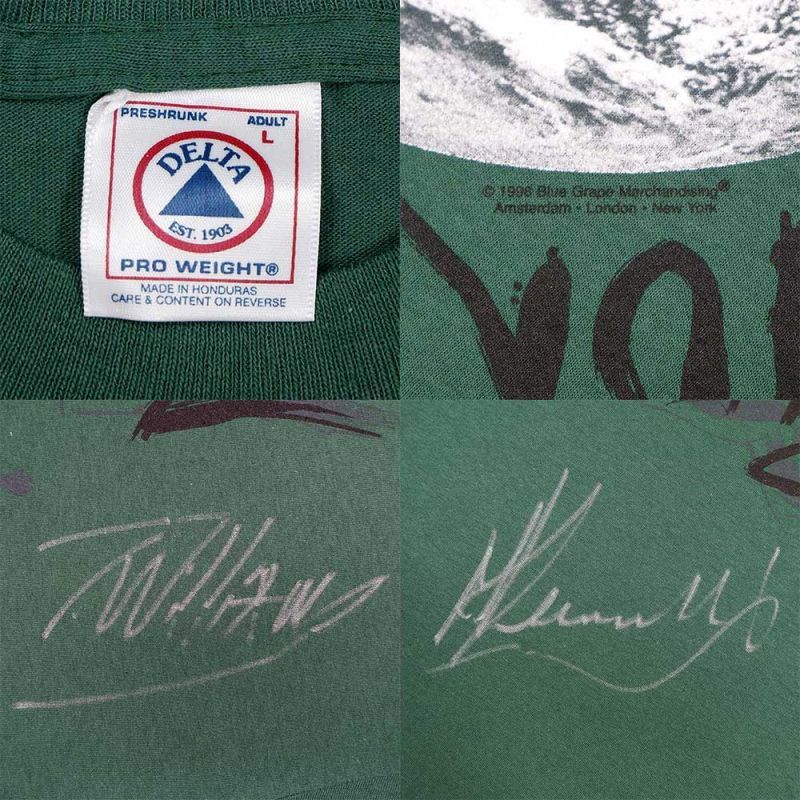 PRESHRUNK ADULT
L
DELTA
EST. 1903
PRO WEIGHT®
MADE IN HONDURAS
CARE & CONTENT ON REVERSE
© 1998 Blue Grape Merchandising®
Amsterdam • London • New York